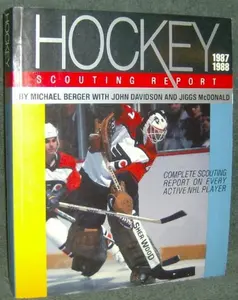 HOCKEY
HOCKEY
1987
1988
SCOUTING REPORT
BY MICHAEL BERGER WITH JOHN DAVIDSON AND JIGGS McDONALD
COMPLETE SCOUTING
REPORT ON EVERY
ACTIVE NHL PLAYER
SHER-WOOD